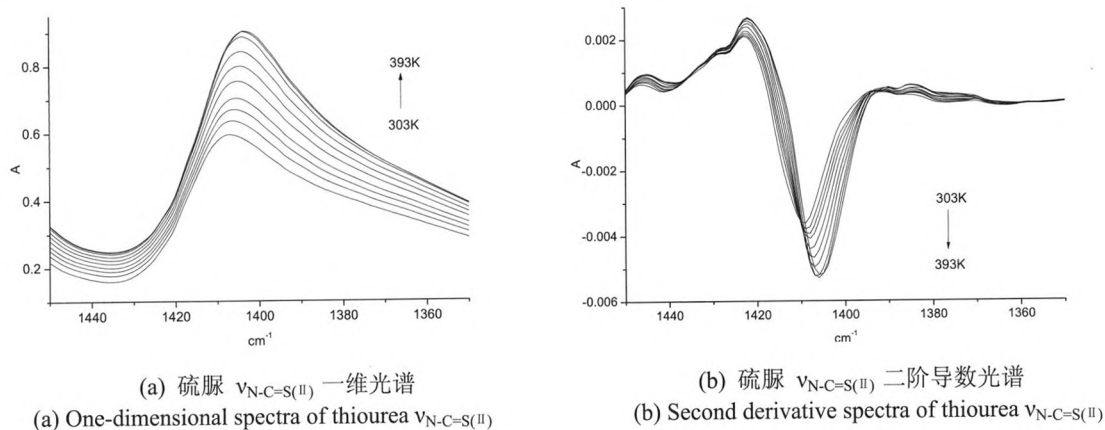 0.8
0.6
0.4
0.2
A
393K
303K
1440 1420 1400 1380 1360
cm⁻¹
(a) 硫脲 νN-C=S(Ⅱ) 一维光谱
(a) One-dimensional spectra of thiourea νN-C=S(Ⅱ)
0.002
0.000
-0.002
-0.004
-0.006
A
303K
393K
1440 1420 1400 1380 1360
cm⁻¹
(b) 硫脲 νN-C=S(Ⅱ) 二阶导数光谱
(b) Second derivative spectra of thiourea νN-C=S(Ⅱ)